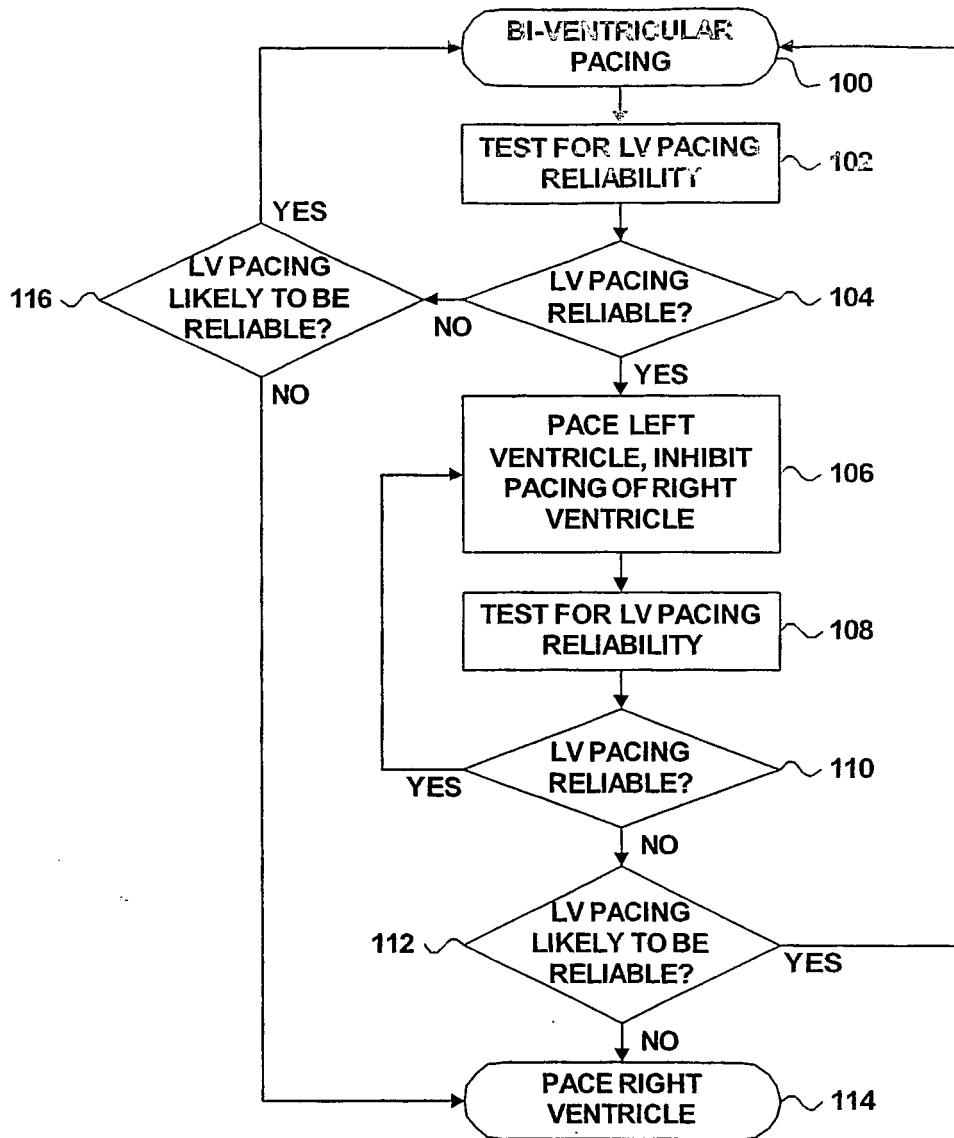 BI-VENTRICULAR
PACING
100
TEST FOR LV PACING
RELIABILITY
102
YES
LV PACING
LIKELY TO BE
RELIABLE?
116
LV PACING
RELIABLE?
104
NO
NO
YES
PACE LEFT
VENTRICLE, INHIBIT
PACING OF RIGHT
VENTRICLE
106
TEST FOR LV PACING
RELIABILITY
108
LV PACING
RELIABLE?
110
YES
NO
LV PACING
LIKELY TO BE
RELIABLE?
112
YES
NO
PACE RIGHT
VENTRICLE
114